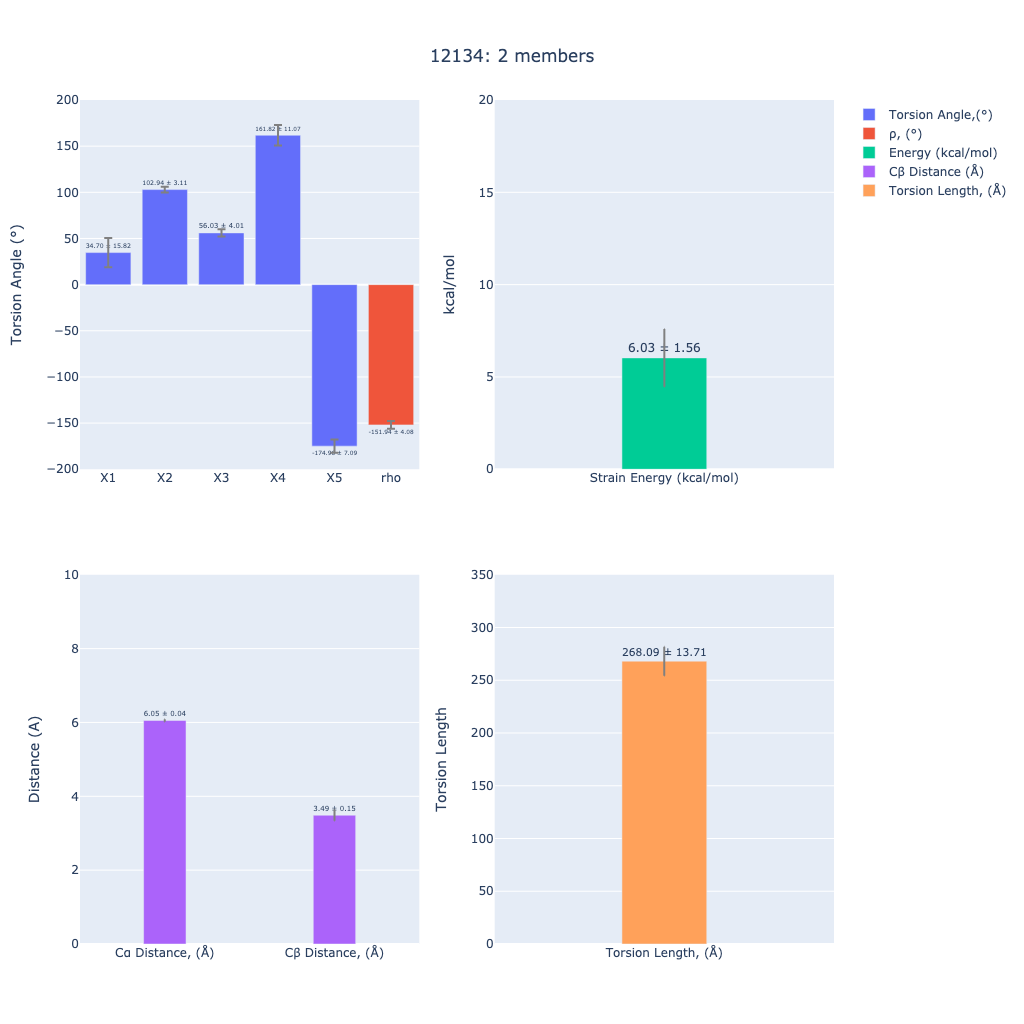 12134: 2 members
200
150
100
50
0
−50
−100
−150
−200
Torsion Angle (°)
34.70 ± 15.82
102.94 ± 3.11
56.03 ± 4.01
161.82 ± 11.07
7.09
-151.94 ± 4.08
X1 X2 X3 X4 X5 rho
20
15
10
5
0
kcal/mol
6.03 ± 1.56
Strain Energy (kcal/mol)
Torsion Angle,(°)
ρ, (°)
Energy (kcal/mol)
Cβ Distance (Å)
Torsion Length, (Å)
10
8
6
4
2
0
Distance (A)
6.05 ± 0.04
3.49 ± 0.15
Cα Distance, (Å) Cβ Distance, (Å)
350
300
250
200
150
100
50
0
Torsion Length
268.09 ± 13.71
Torsion Length, (Å)